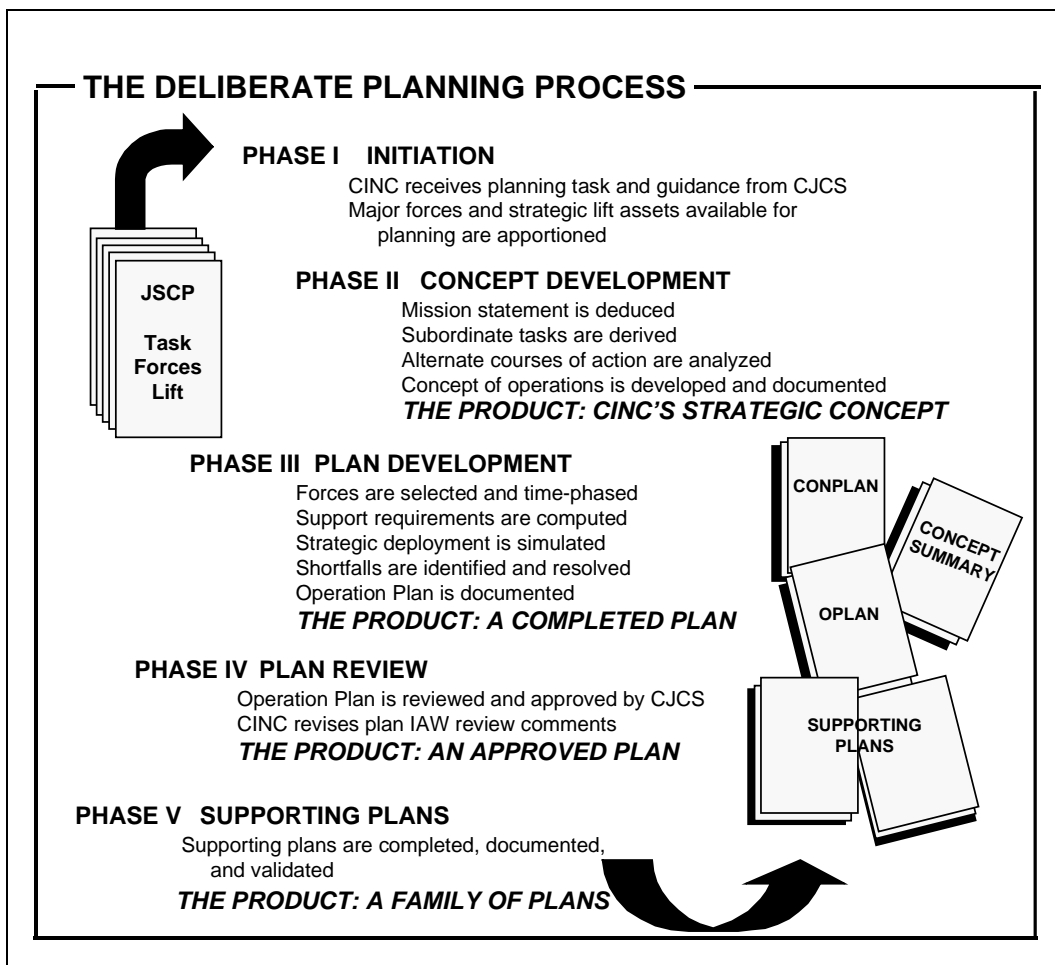 THE DELIBERATE PLANNING PROCESS
PHASE I INITIATION
CINC receives planning task and guidance from CJCS
Major forces and strategic lift assets available for
planning are apportioned
JSCP
Task
Forces
Lift
PHASE II CONCEPT DEVELOPMENT
Mission statement is deduced
Subordinate tasks are derived
Alternate courses of action are analyzed
Concept of operations is developed and documented
THE PRODUCT: CINC'S STRATEGIC CONCEPT
PHASE III PLAN DEVELOPMENT
Forces are selected and time-phased
Support requirements are computed
Strategic deployment is simulated
Shortfalls are identified and resolved
Operation Plan is documented
THE PRODUCT: A COMPLETED PLAN
CONPLAN
CONCEPT
SUMMARY
OPLAN
PHASE IV PLAN REVIEW
Operation Plan is reviewed and approved by CJCS
CINC revises plan IAW review comments
THE PRODUCT: AN APPROVED PLAN
SUPPORTING
PLANS
PHASE V SUPPORTING PLANS
Supporting plans are completed, documented,
and validated
THE PRODUCT: A FAMILY OF PLANS